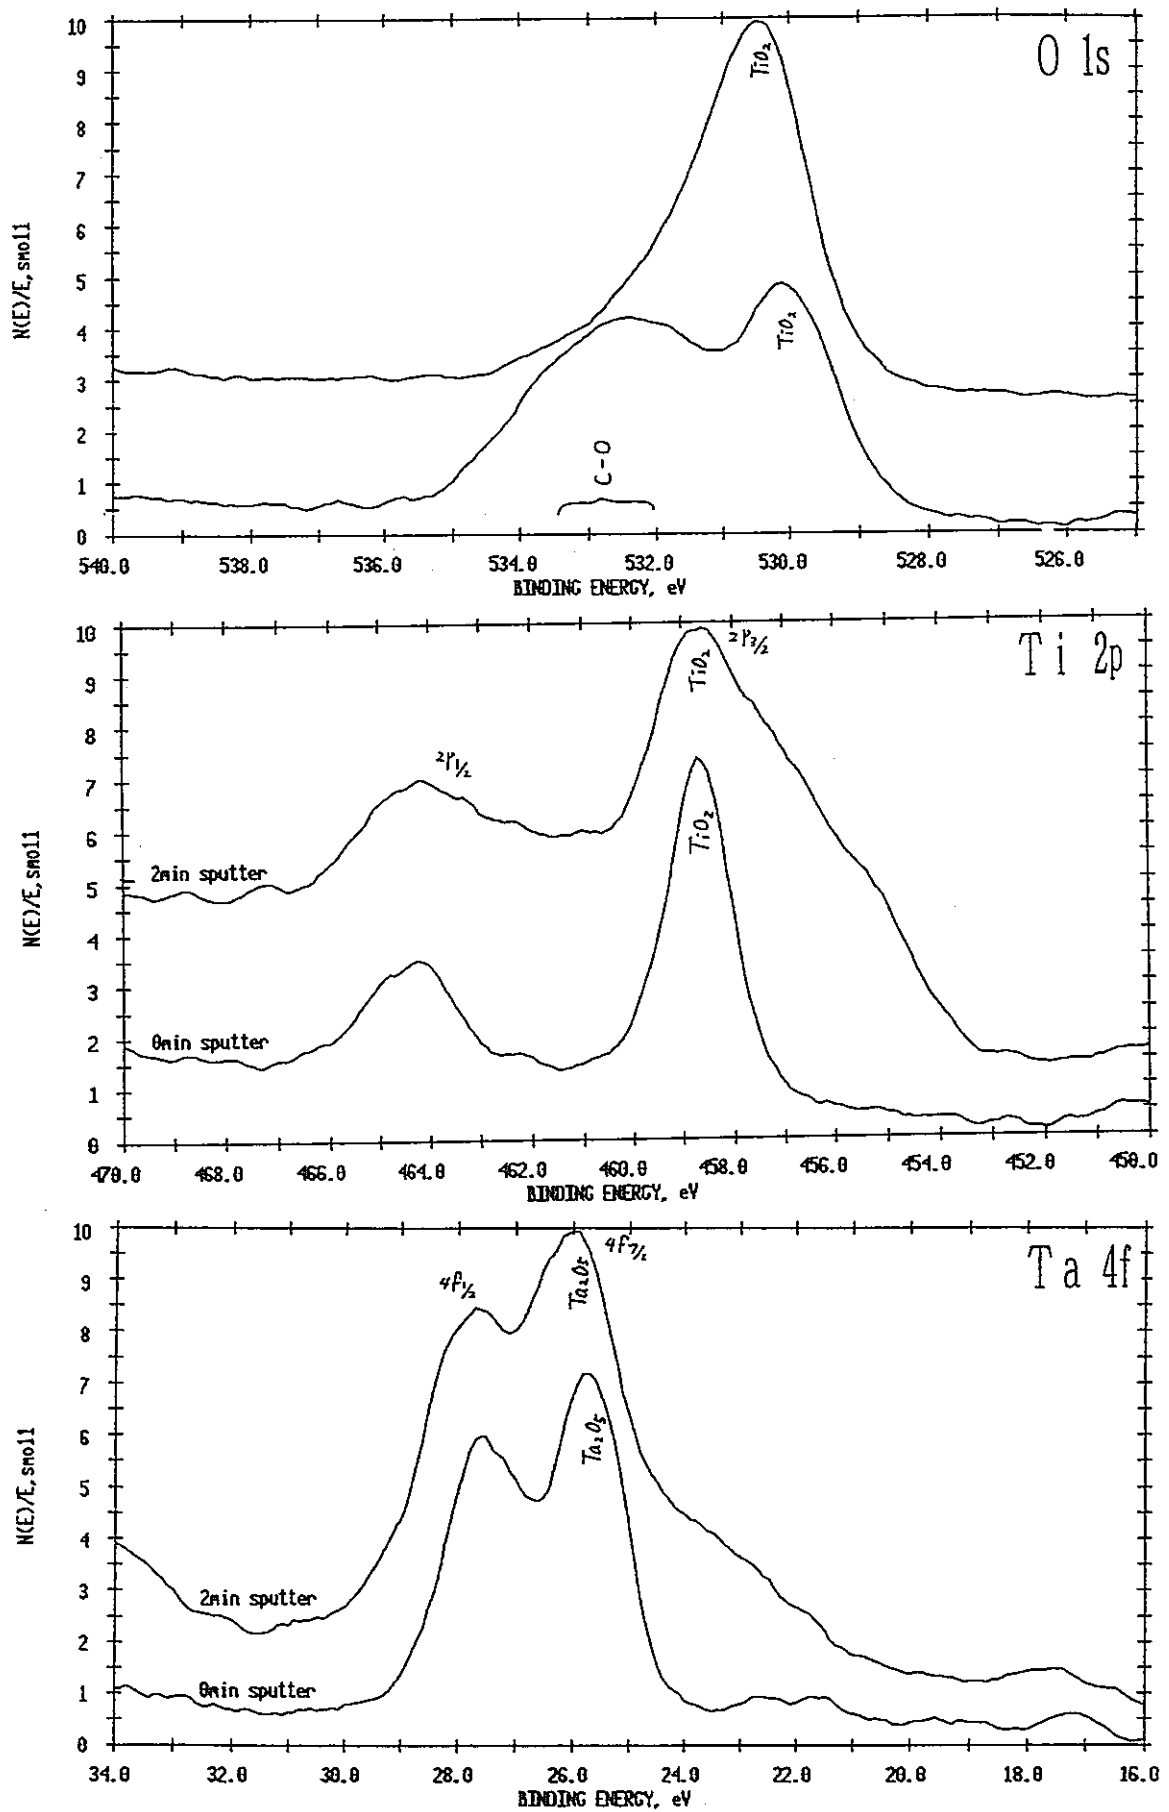 O 1s
TiO₂
TiO₂
C-O
N(E)/E, smo11
10
9
8
7
6
5
4
3
2
1
0
540.0 538.0 536.0 534.0 532.0 530.0 528.0 526.0
BINDING ENERGY, eV
Ti 2p
2P3/2
TiO₂
2P1/2
TiO₂
2min sputter
0min sputter
N(E)/E, smo11
10
9
8
7
6
5
4
3
2
1
0
470.0 468.0 466.0 464.0 462.0 460.0 458.0 456.0 454.0 452.0 450.0
BINDING ENERGY, eV
Ta 4f
4f7/2
Ta₂O₅
4f1/2
Ta₂O₅
2min sputter
0min sputter
N(E)/E, smo11
10
9
8
7
6
5
4
3
2
1
0
34.0 32.0 30.0 28.0 26.0 24.0 22.0 20.0 18.0 16.0
BINDING ENERGY, eV